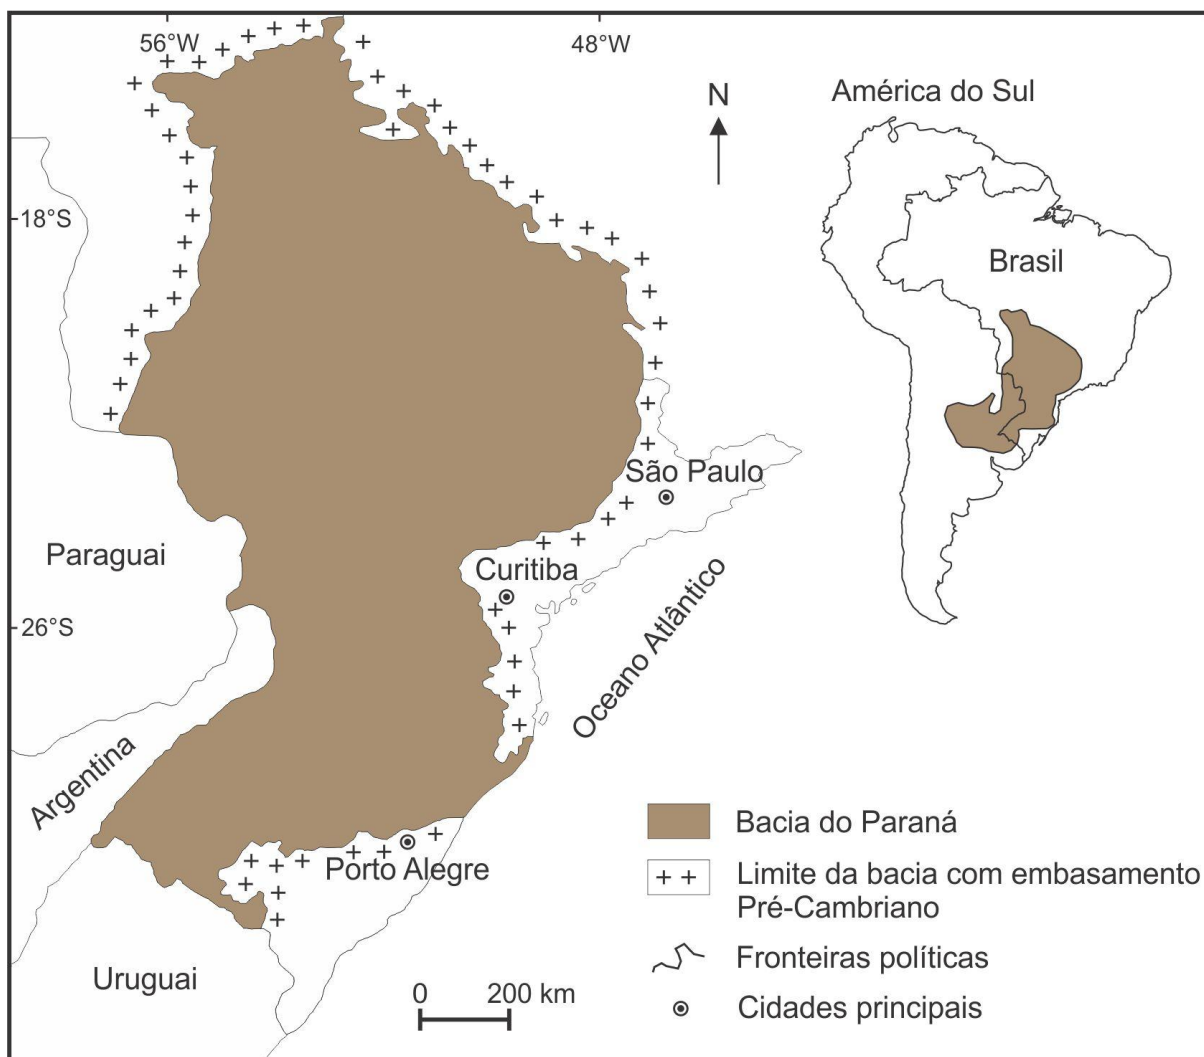 56°W
48°W
N
América do Sul
18°S
Brasil
São Paulo
Paraguai
Curitiba
26°S
Oceano Atlântico
Argentina
Porto Alegre
Uruguai
0 200 km
Bacia do Paraná
Limite da bacia com embasamento
Pré-Cambriano
Fronteiras políticas
Cidades principais